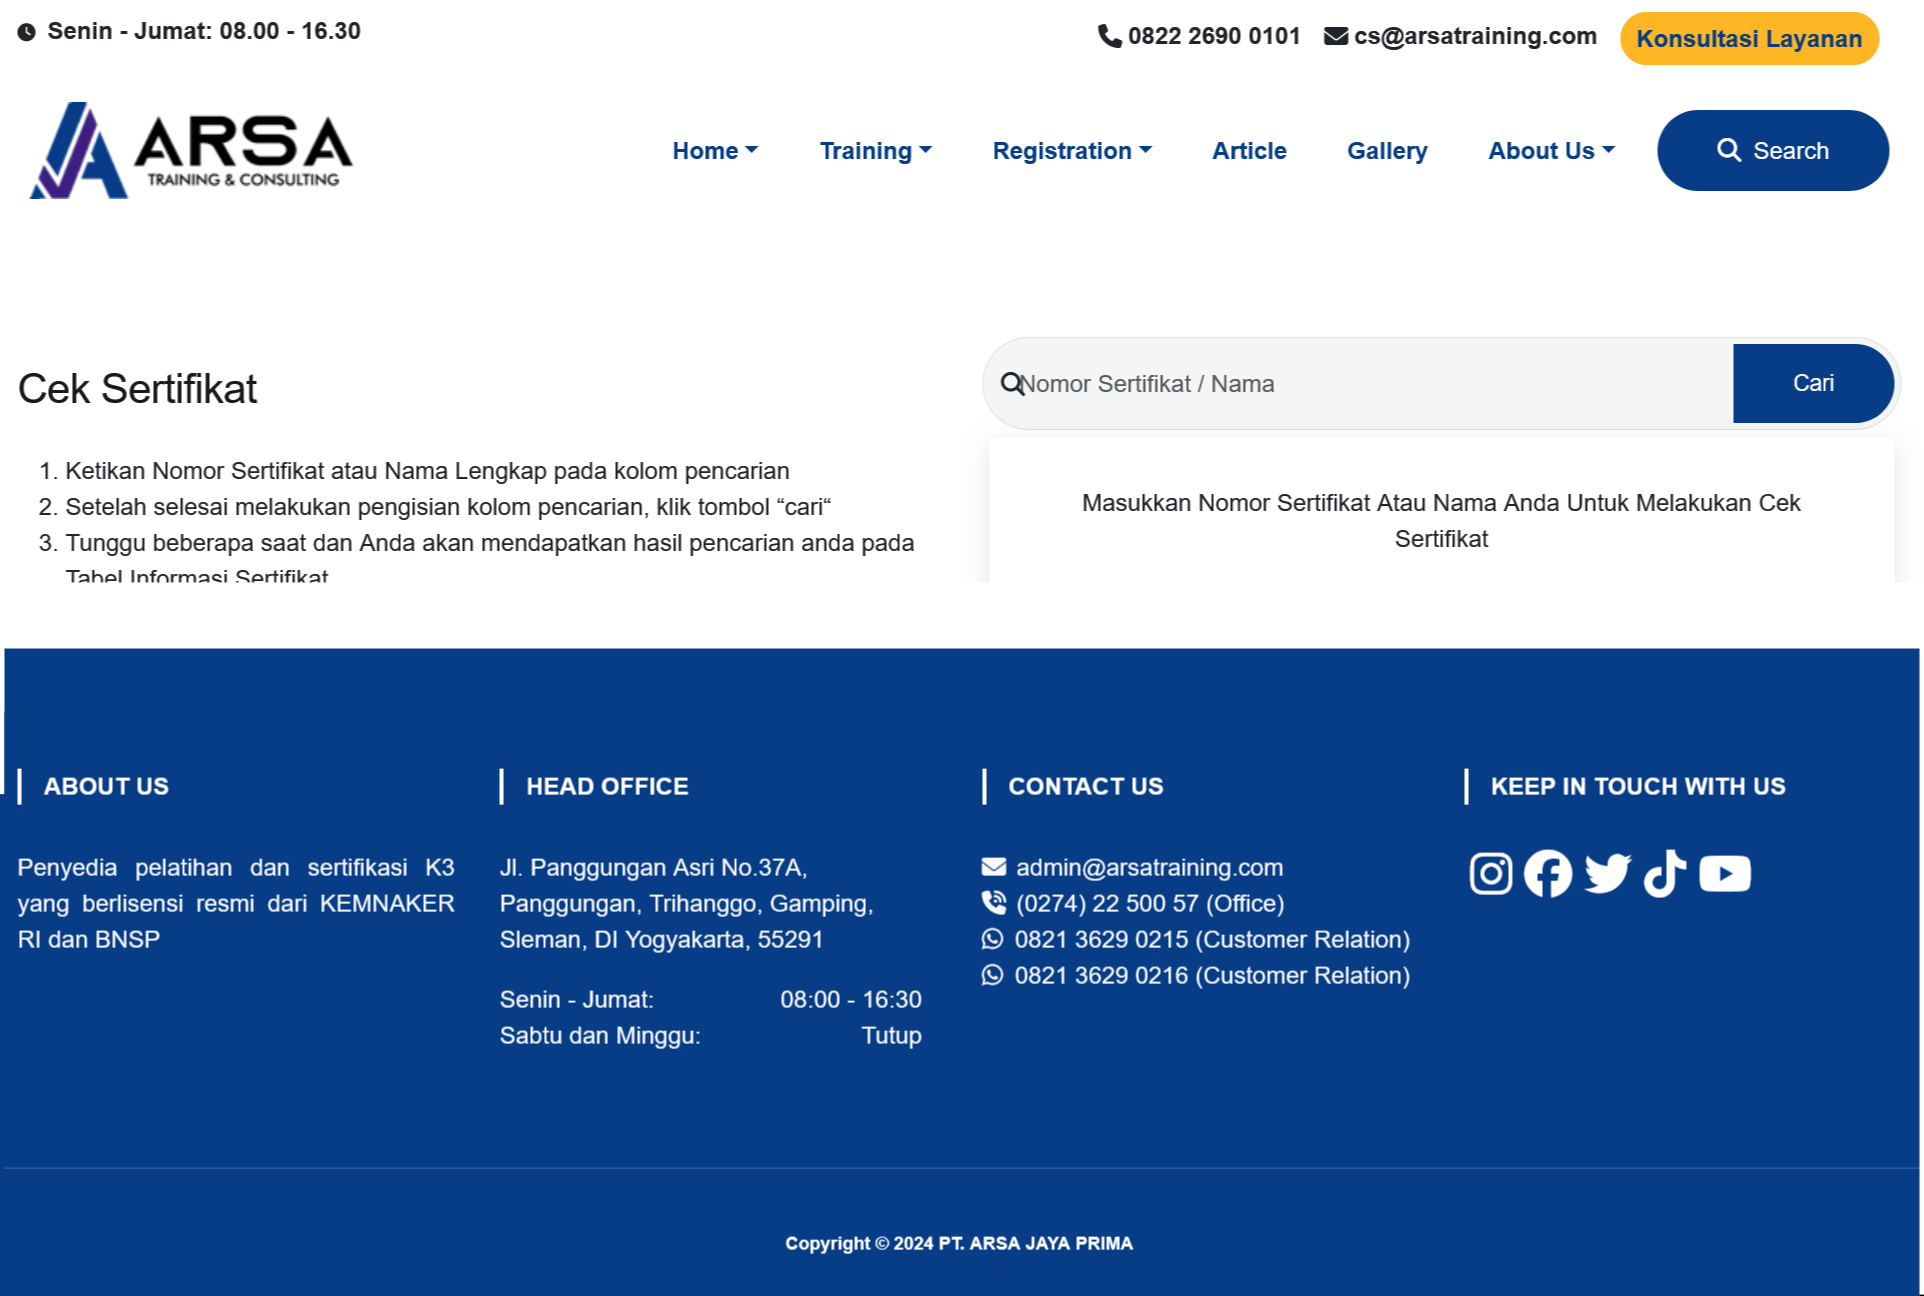 Senin - Jumat: 08.00 - 16.30
0822 2690 0101
cs@arsatraining.com
Konsultasi Layanan
ARSA
TRAINING & CONSULTING
Home
Training
Registration
Article
Gallery
About Us
Search
Cek Sertifikat
1. Ketikan Nomor Sertifikat atau Nama Lengkap pada kolom pencarian
2. Setelah selesai melakukan pengisian kolom pencarian, klik tombol “cari“
3. Tunggu beberapa saat dan Anda akan mendapatkan hasil pencarian anda pada
Tabel Informasi Sertifikat
Nomor Sertifikat / Nama
Cari
Masukkan Nomor Sertifikat Atau Nama Anda Untuk Melakukan Cek
Sertifikat
ABOUT US
Penyedia pelatihan dan sertifikasi K3
yang berlisensi resmi dari KEMNAKER
RI dan BNSP
HEAD OFFICE
Jl. Panggungan Asri No.37A,
Panggungan, Trihanggo, Gamping,
Sleman, DI Yogyakarta, 55291
Senin - Jumat: 08:00 - 16:30
Sabtu dan Minggu: Tutup
CONTACT US
admin@arsatraining.com
(0274) 22 500 57 (Office)
0821 3629 0215 (Customer Relation)
0821 3629 0216 (Customer Relation)
KEEP IN TOUCH WITH US
Copyright © 2024 PT. ARSA JAYA PRIMA